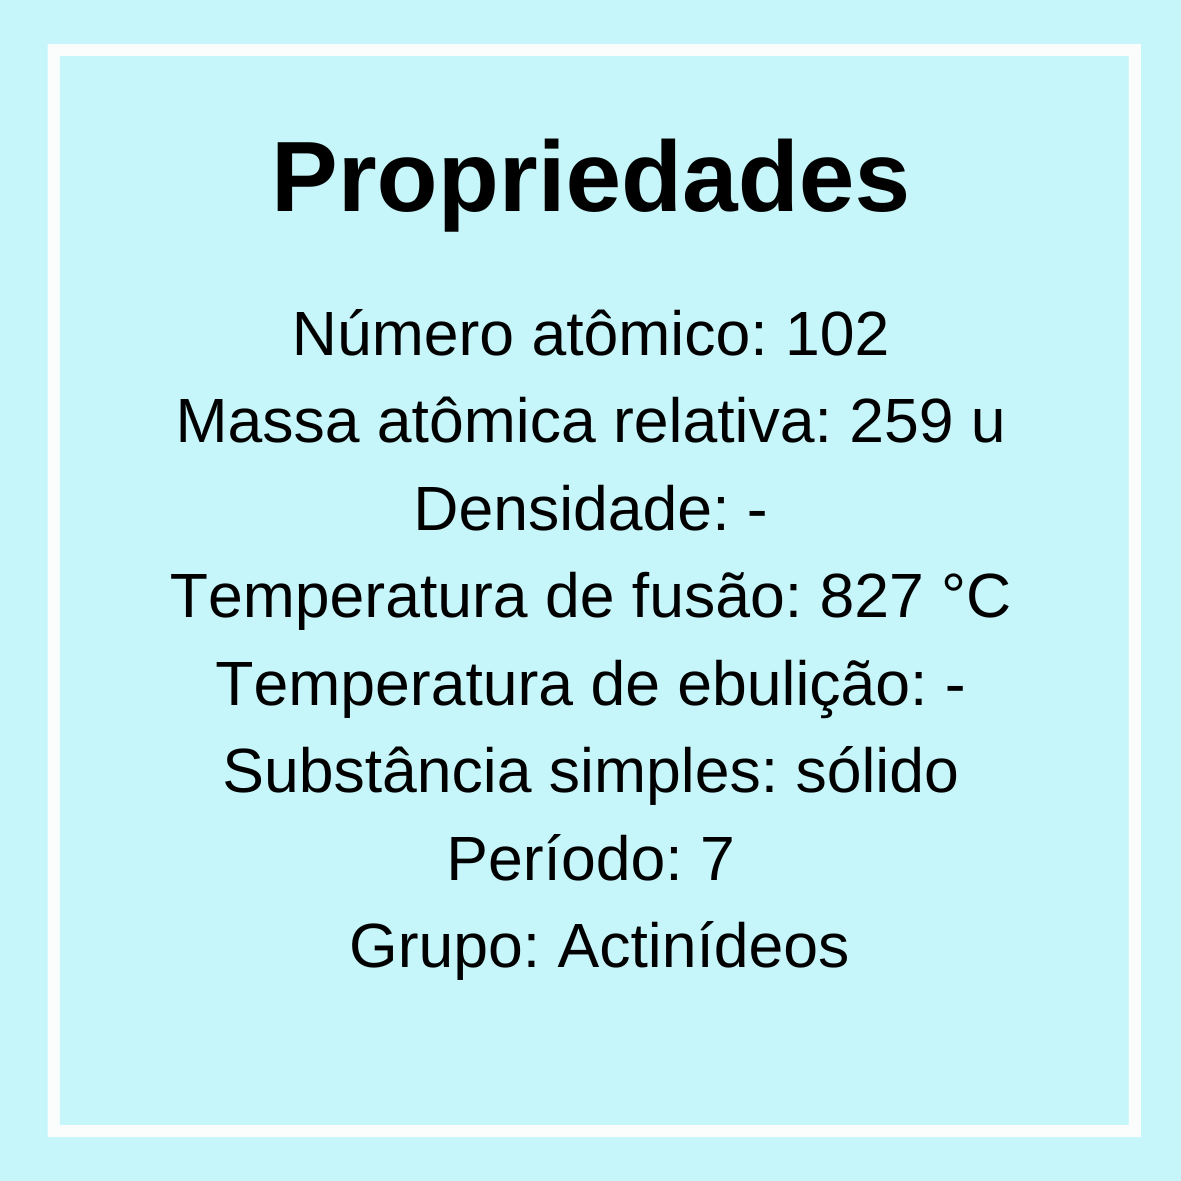 Propriedades
Número atômico: 102
Massa atômica relativa: 259 u
Densidade: -
Temperatura de fusão: 827 °C
Temperatura de ebulição: -
Substância simples: sólido
Período: 7
Grupo: Actinídeos